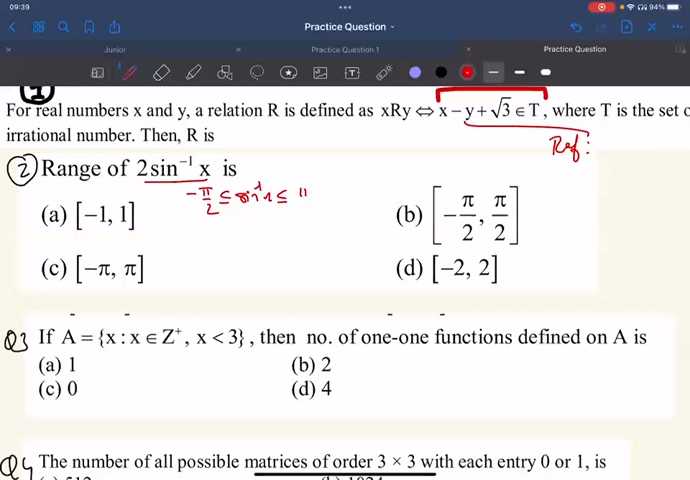 09:39
94%
Practice Question
Junior
Practice Question 1
Practice Question
1
For real numbers x and y, a relation R is defined as xRy ⇔ x − y + √3 ∈ T, where T is the set
irrational number. Then, R is
Ref:
2 Range of 2 sin⁻¹ x is
−π/2 ≤ sin⁻¹x ≤
(a) [−1, 1]
(b) [−π/2, π/2]
(c) [−π, π]
(d) [−2, 2]
Q3 If A = {x : x ∈ Z⁺, x < 3}, then no. of one-one functions defined on A is
(a) 1
(b) 2
(c) 0
(d) 4
Q4 The number of all possible matrices of order 3 × 3 with each entry 0 or 1, is